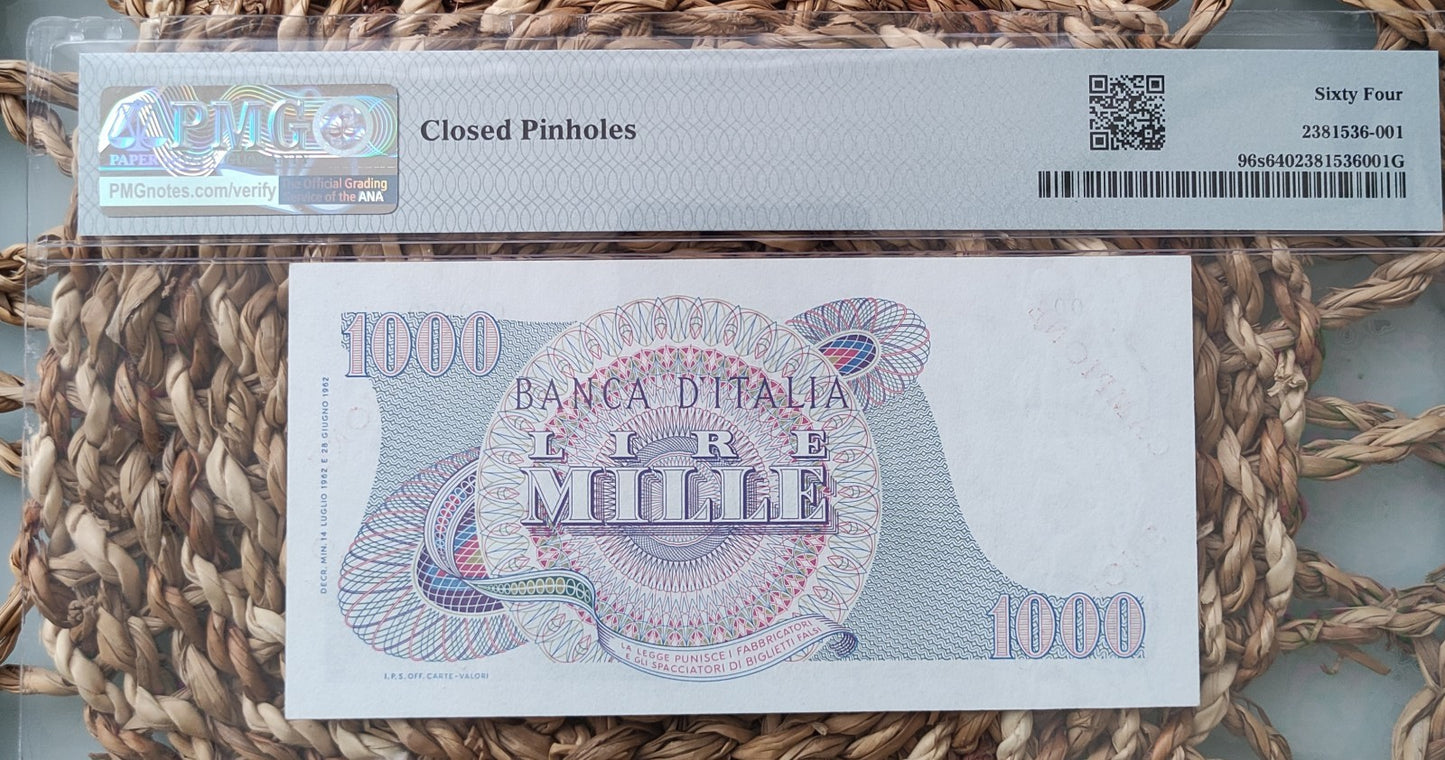 PMG
PAPER
PMGnotes.com/verify
The Official Grading
Service of the ANA
Closed Pinholes
Sixty Four
2381536-001
96s6402381536001G
1000
BANCA D'ITALIA
LIRE
MILLE
DECR. MIN. 14 LUGLIO 1962 E 28 GIUGNO 1962
LA LEGGE PUNISCE I FABBRICATORI
E GLI SPACCIATORI DI BIGLIETTI FALSI
1000
I.P.S. OFF. CARTE-VALORI